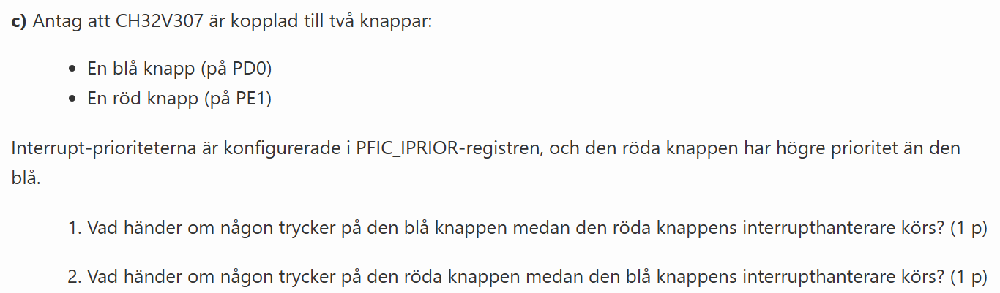 c) Antag att CH32V307 är kopplad till två knappar:
• En blå knapp (på PD0)
• En röd knapp (på PE1)
Interrupt-prioriteterna är konfigurerade i PFIC_IPRIOR-registren, och den röda knappen har högre prioritet än den
blå.
1. Vad händer om någon trycker på den blå knappen medan den röda knappens interrupthanterare körs? (1 p)
2. Vad händer om någon trycker på den röda knappen medan den blå knappens interrupthanterare körs? (1 p)